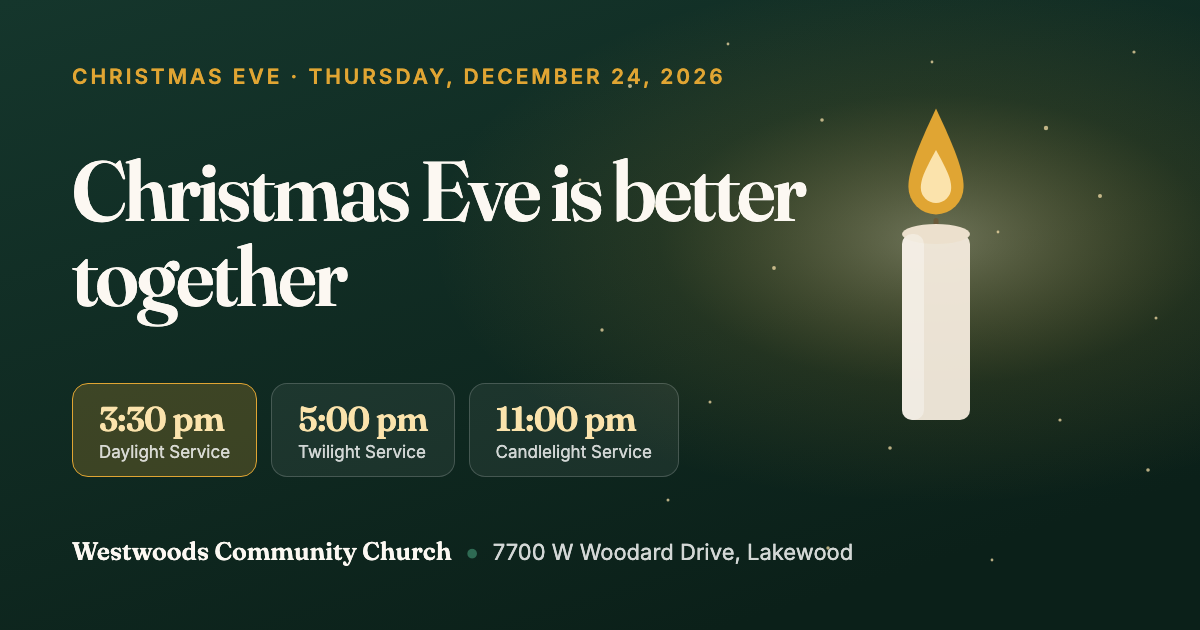 CHRISTMAS EVE · THURSDAY, DECEMBER 24, 2026
Christmas Eve is better
together
3:30 pm
Daylight Service
5:00 pm
Twilight Service
11:00 pm
Candlelight Service
Westwoods Community Church • 7700 W Woodard Drive, Lakewood